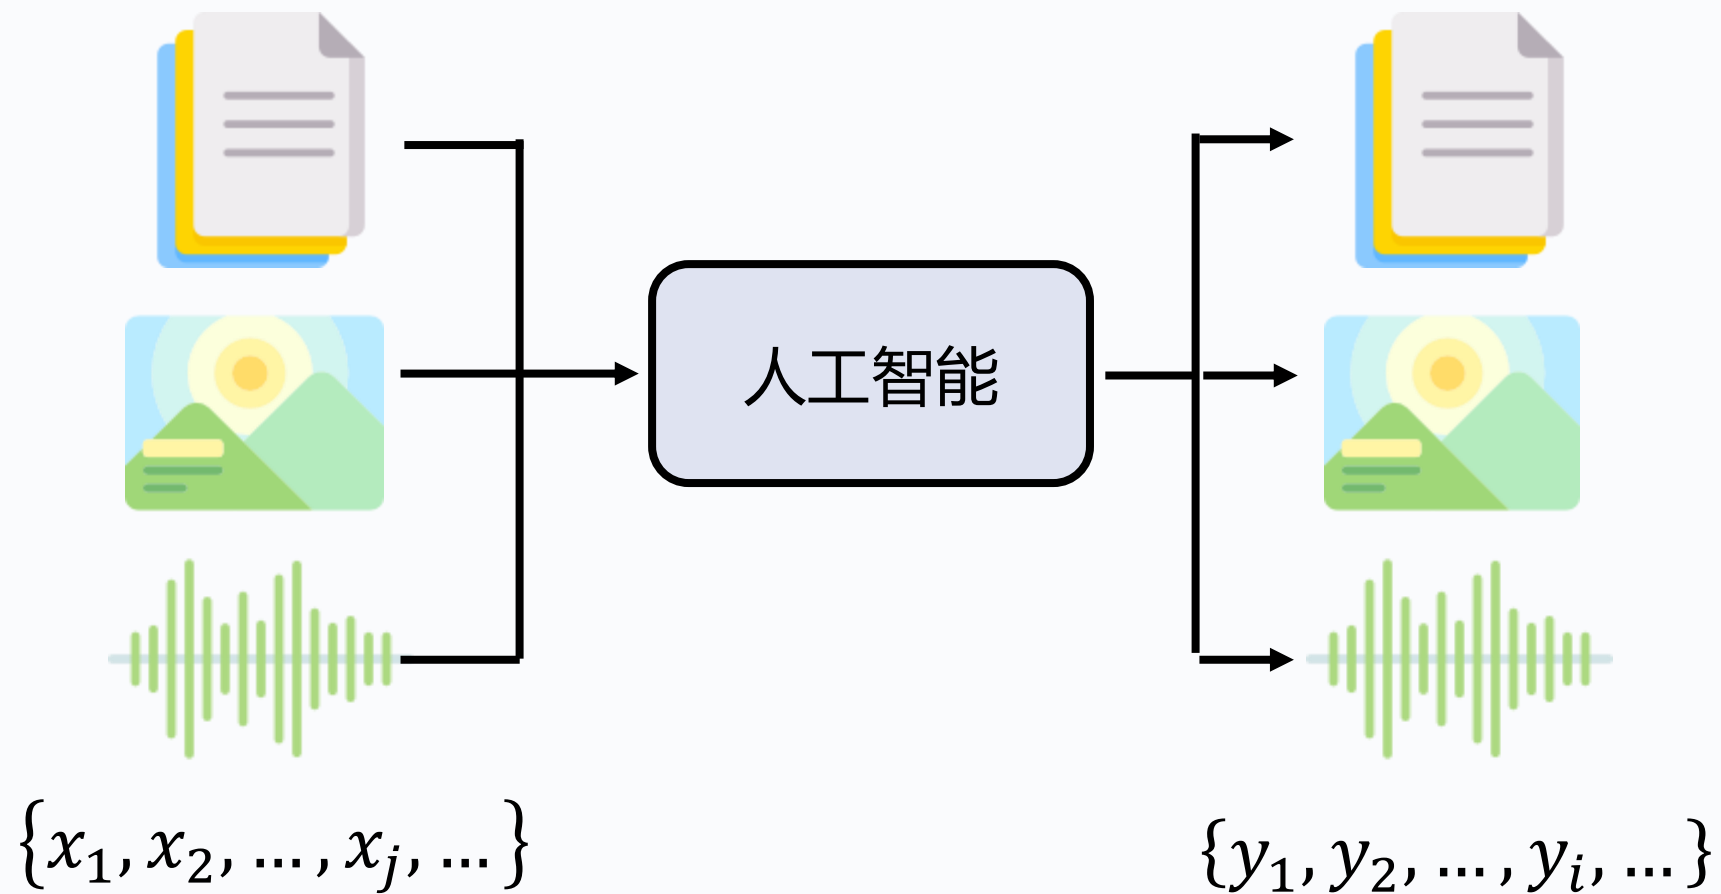 人工智能
{x₁, x₂, …, xⱼ, …}
{y₁, y₂, …, yᵢ, …}